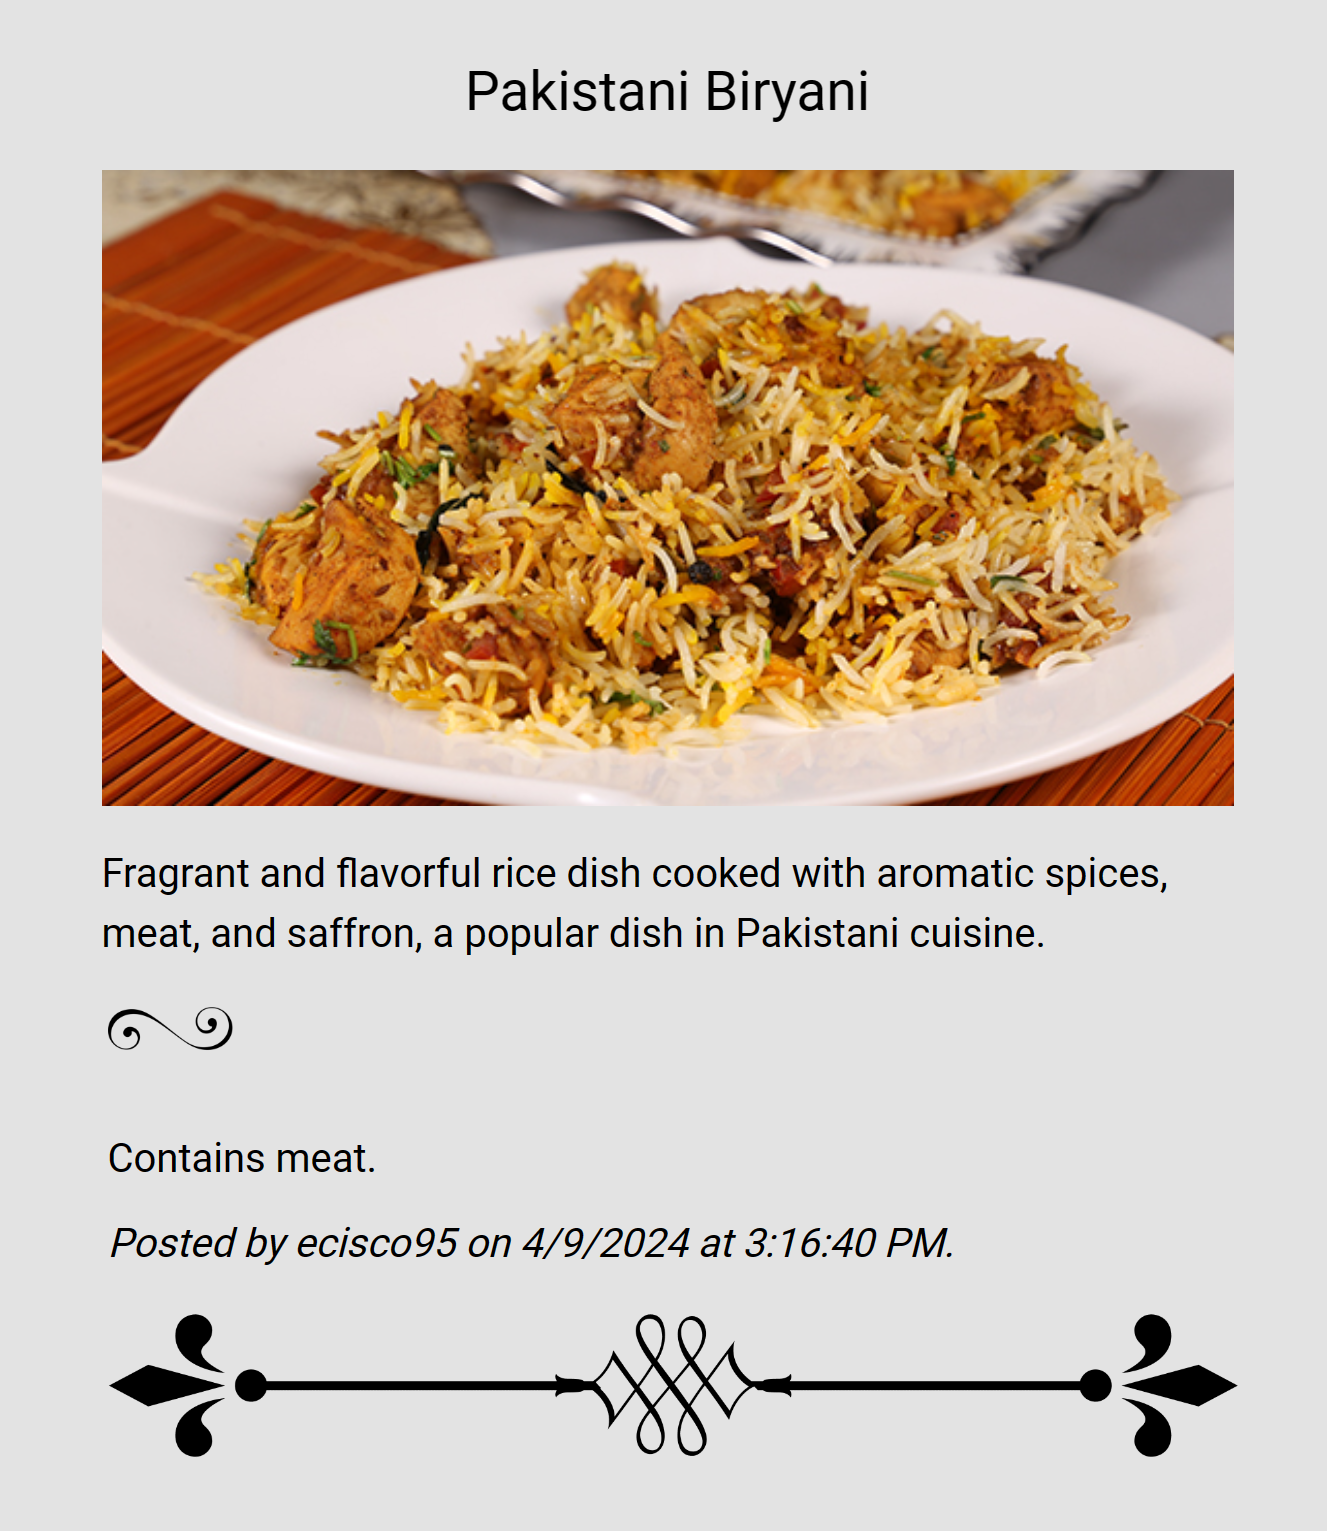 Pakistani Biryani
Fragrant and flavorful rice dish cooked with aromatic spices,
meat, and saffron, a popular dish in Pakistani cuisine.
Contains meat.
Posted by ecisco95 on 4/9/2024 at 3:16:40 PM.